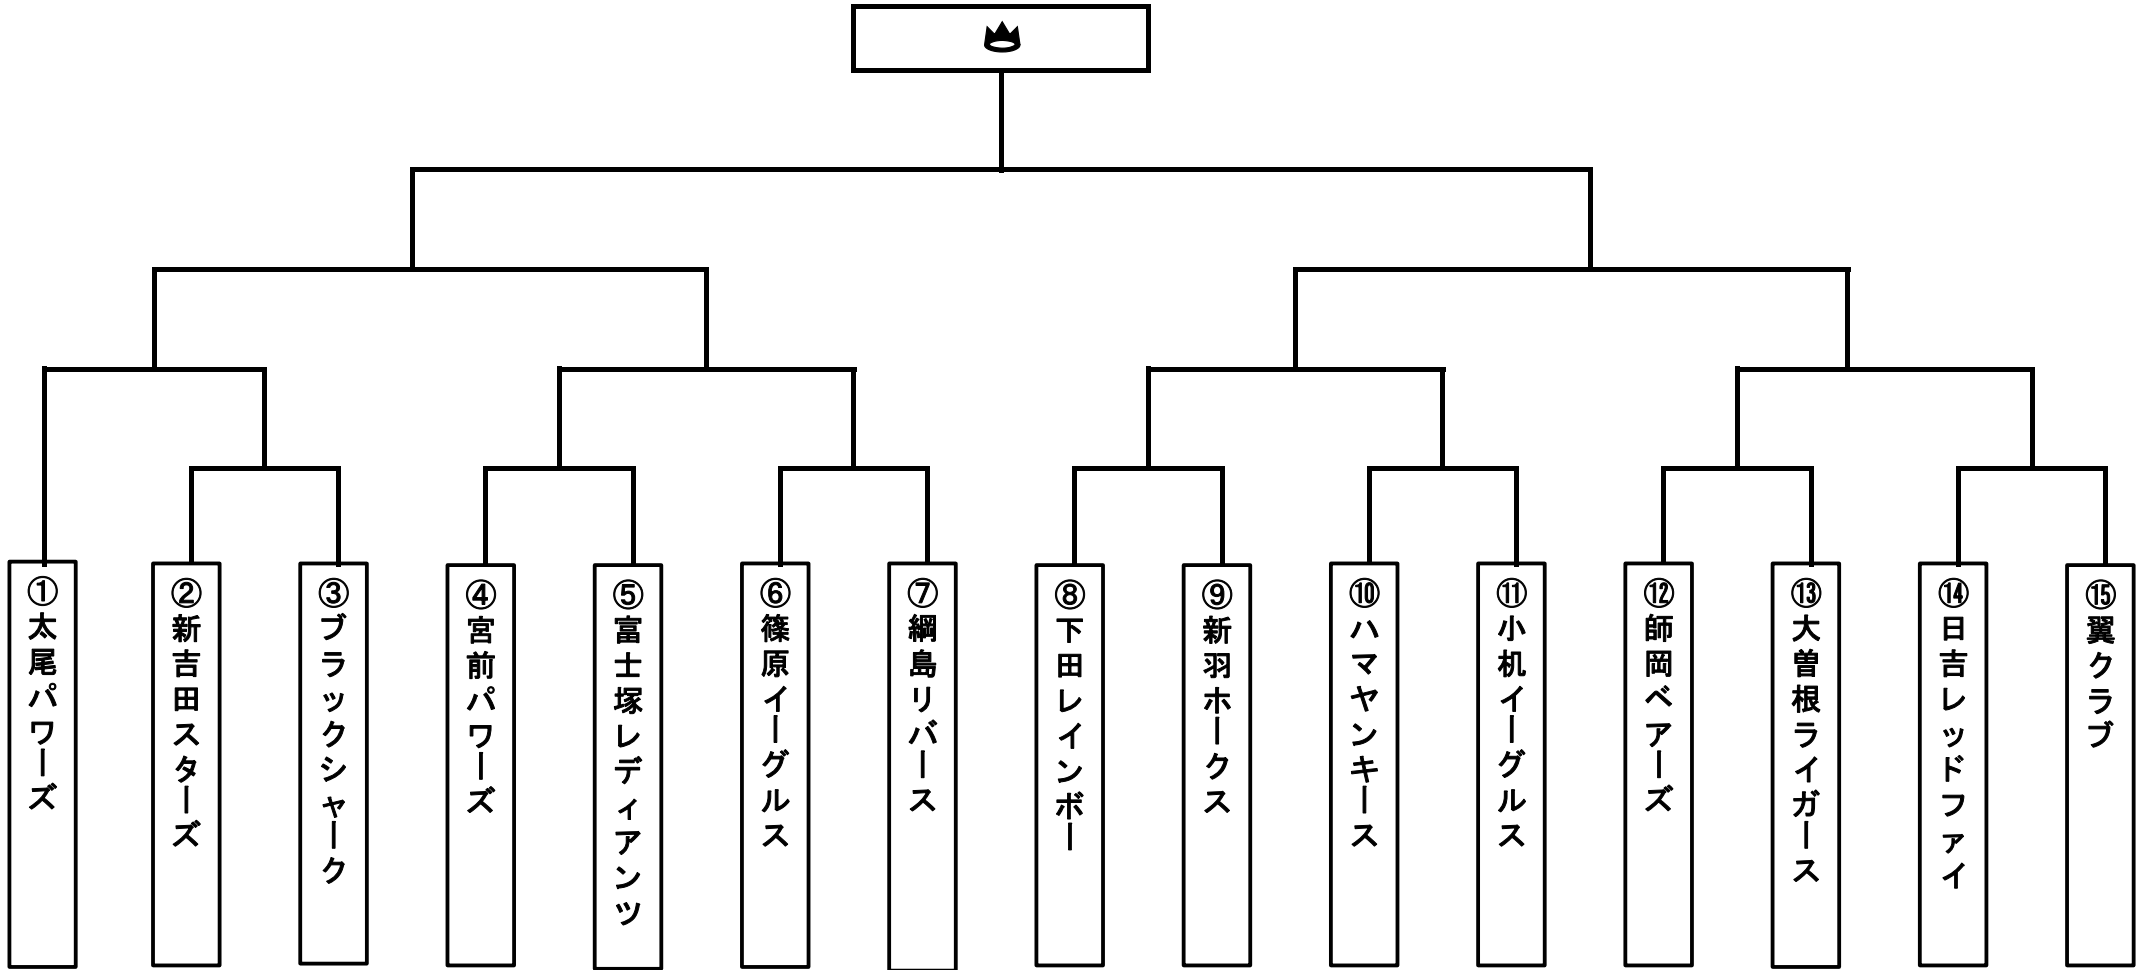 ①太尾パワーズ
②新吉田スターズ
③ブラックシャーク
④宮前パワーズ
⑤富士塚レディアンツ
⑥篠原イーグルス
⑦綱島リバース
⑧下田レインボー
⑨新羽ホークス
⑩ハマヤンキース
⑪小机イーグルス
⑫師岡ベアーズ
⑬大曽根ライガース
⑭日吉レッドファイ
⑮翼クラブ